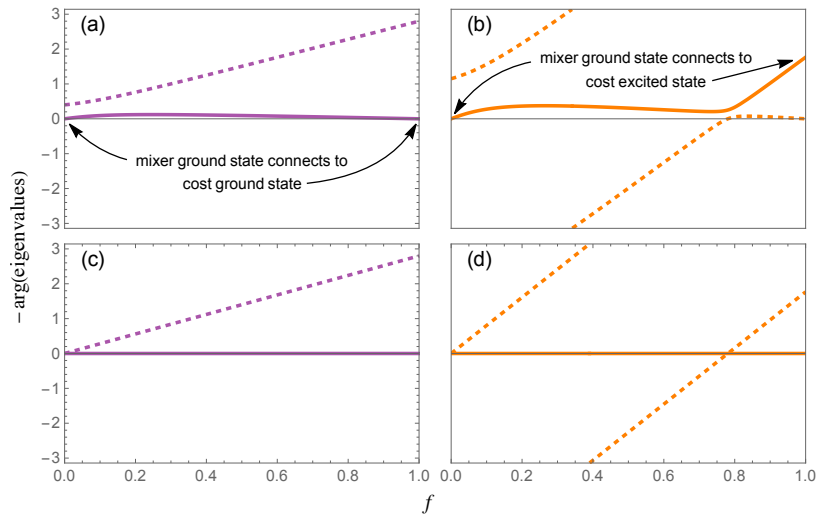 (a)
(b)
3
2
1
0
−1
−2
−3
mixer ground state connects to
cost ground state
mixer ground state connects to
cost excited state
− arg(eigenvalues)
(c)
(d)
3
2
1
0
−1
−2
−3
0.0 0.2 0.4 0.6 0.8 1.0
0.0 0.2 0.4 0.6 0.8 1.0
f